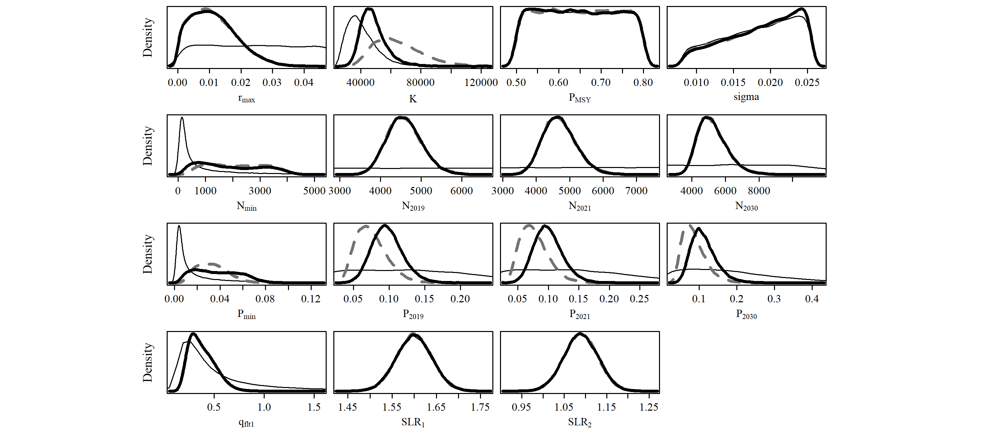 Density
0.00 0.01 0.02 0.03 0.04 40000 80000 120000 0.50 0.60 0.70 0.80 0.010 0.015 0.020 0.025
rmax K PMSY sigma
Density
0 1000 3000 5000 3000 4000 5000 6000 3000 4000 5000 6000 7000 4000 6000 8000
Nmin N2019 N2021 N2030
Density
0.00 0.04 0.08 0.12 0.05 0.10 0.15 0.20 0.05 0.10 0.15 0.20 0.25 0.1 0.2 0.3 0.4
Pmin P2019 P2021 P2030
Density
0.5 1.0 1.5 1.45 1.55 1.65 1.75 0.95 1.05 1.15 1.25
qflt1 SLR1 SLR2